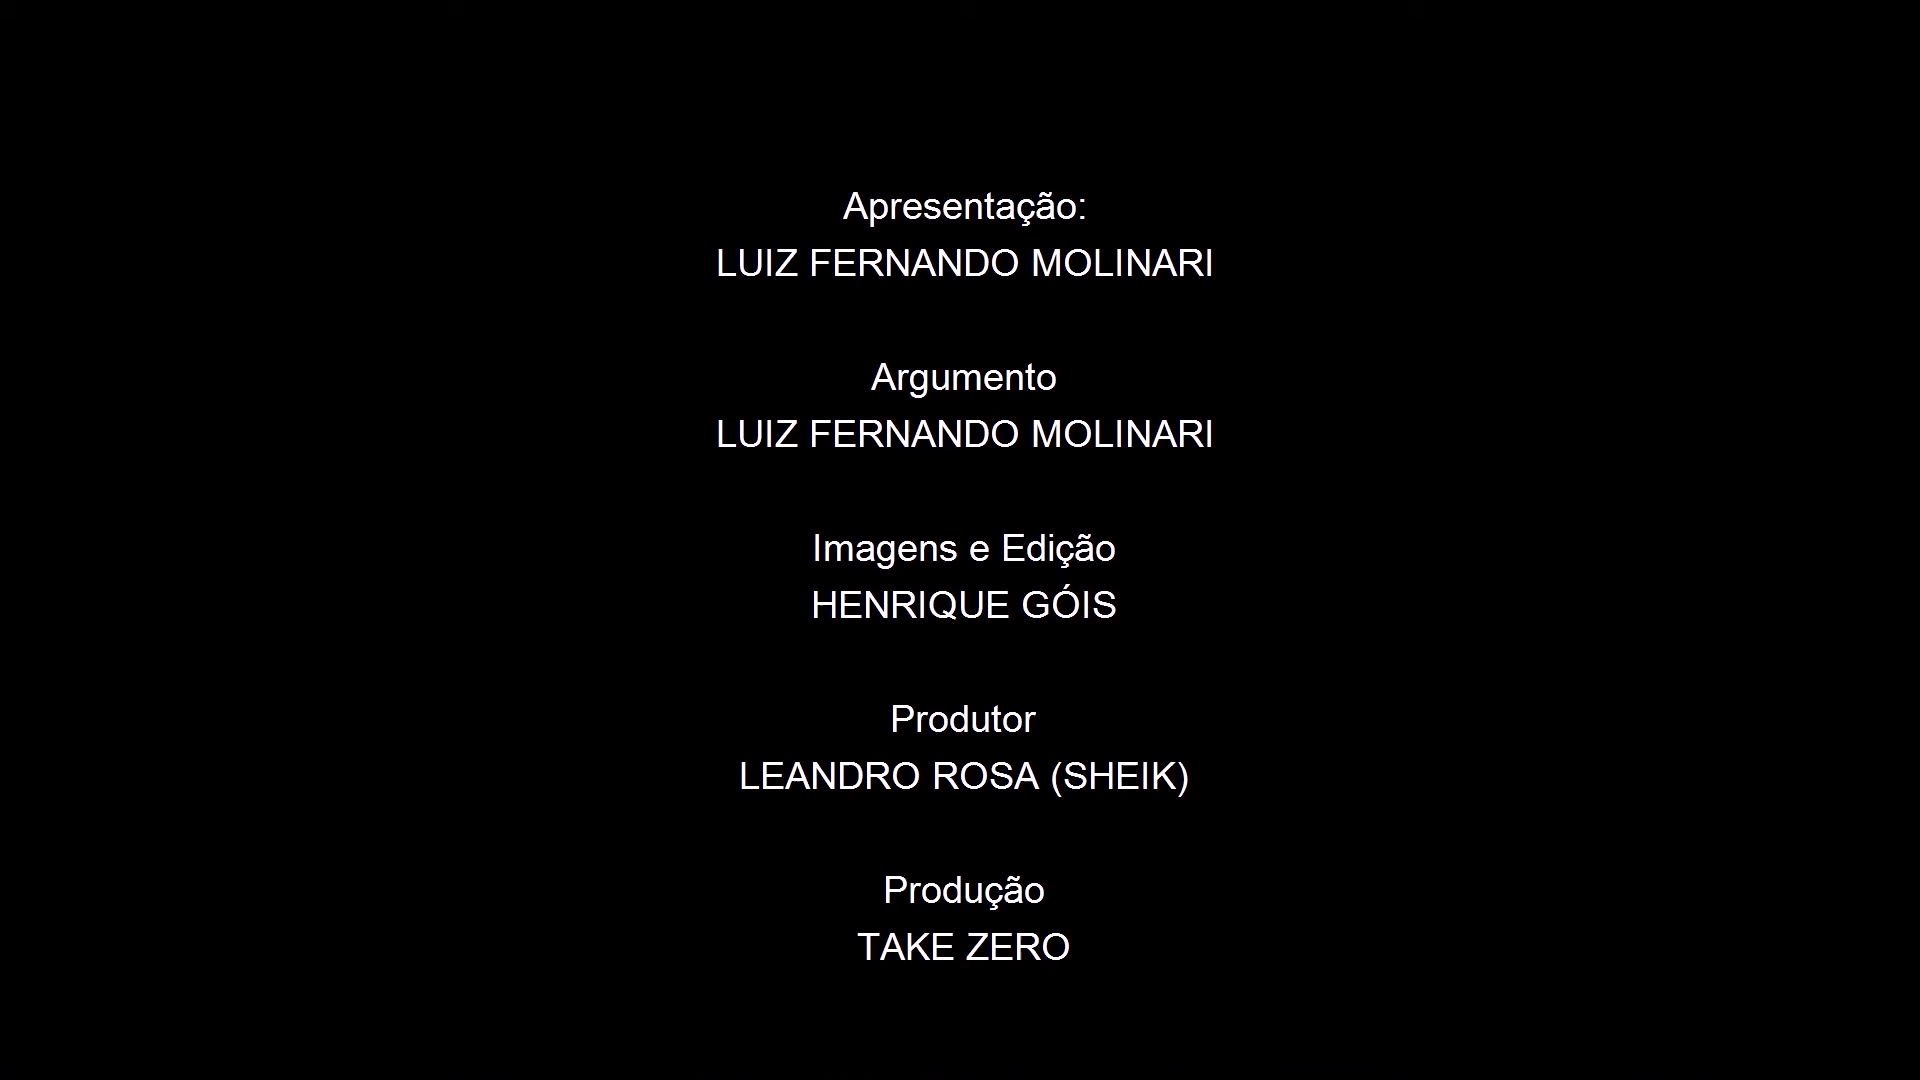 Apresentação:
LUIZ FERNANDO MOLINARI
Argumento
LUIZ FERNANDO MOLINARI
Imagens e Edição
HENRIQUE GÓIS
Produtor
LEANDRO ROSA (SHEIK)
Produção
TAKE ZERO